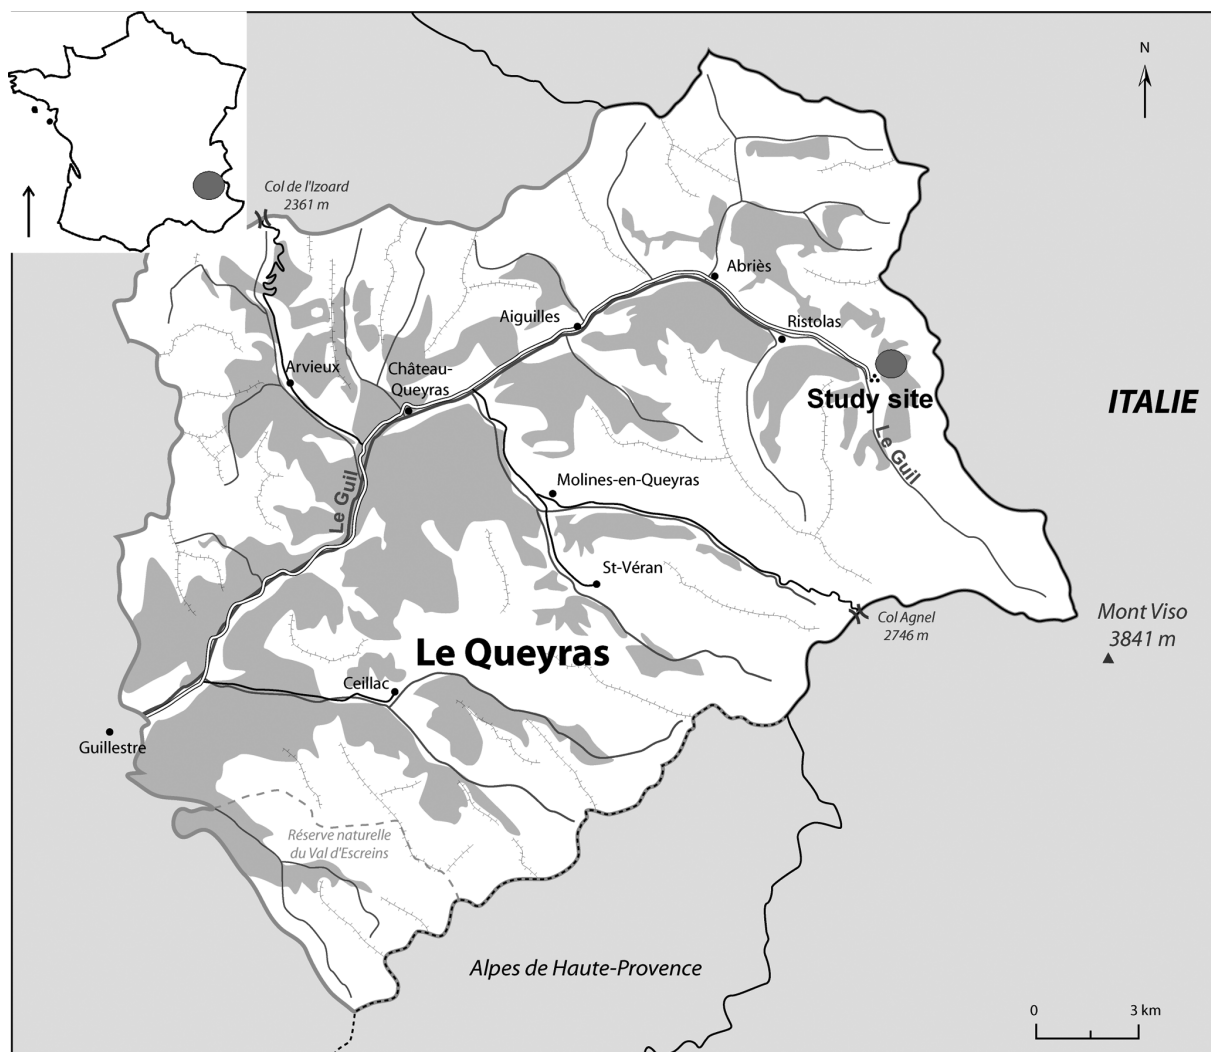 N
Col de l'Izoard
2361 m
Abriès
Aiguilles
Ristolas
Arvieux
Château-
Queyras
Study site
ITALIE
Le Guil
Le Guil
Molines-en-Queyras
St-Véran
Col Agnel
2746 m
Mont Viso
3841 m
Le Queyras
Ceillac
Guillestre
Réserve naturelle
du Val d'Escreins
Alpes de Haute-Provence
0 3 km